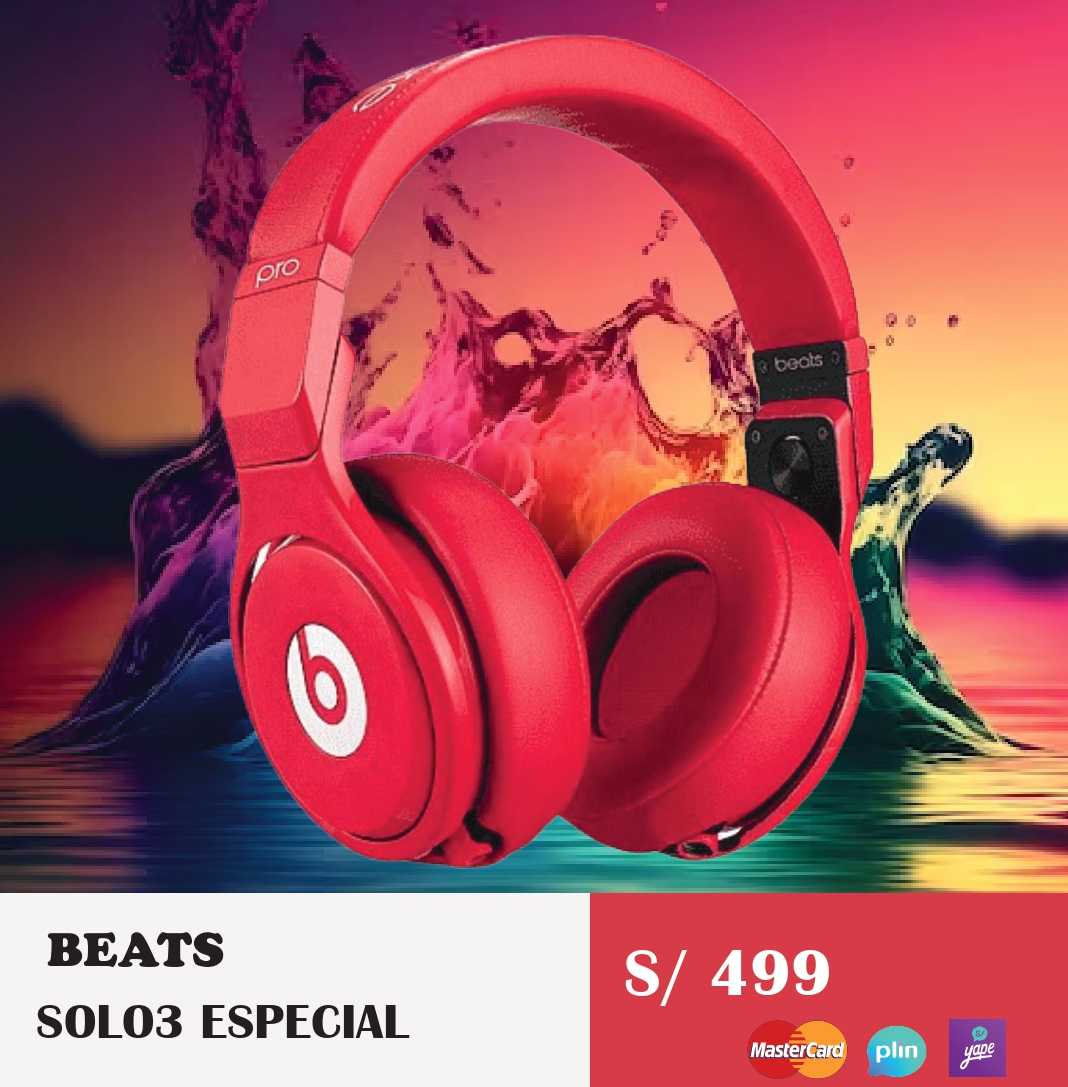 pro
beats
b
BEATS
SOLO3 ESPECIAL
S/ 499
MasterCard
plin
S/
yape